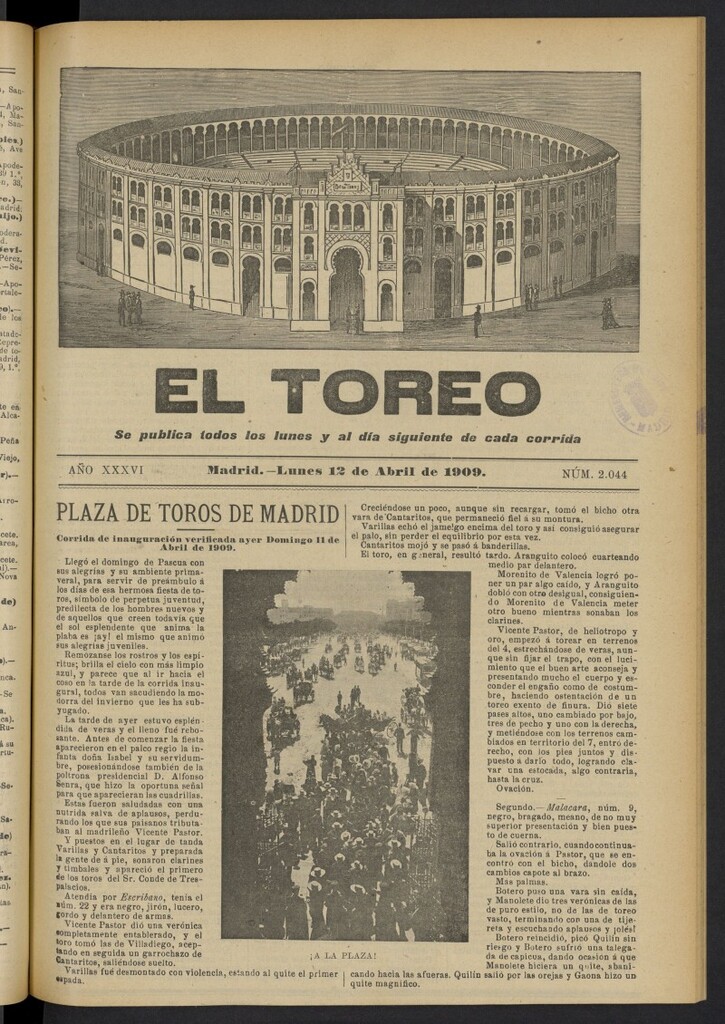 EL TOREO
Se publica todos los lunes y al día siguiente de cada corrida
AÑO XXXVI
Madrid.—Lunes 12 de Abril de 1909.
NÚM. 2.044
PLAZA DE TOROS DE MADRID
Corrida de inauguración verificada ayer Domingo 11 de
Abril de 1909.
Llegó el domingo de Pascua con
sus alegrías y su ambiente prima-
veral, para servir de preámbulo á
los días de esa hermosa fiesta de to-
ros, símbolo de perpetua juventud,
predilecta de los hombres nuevos y
de aquellos que creen todavía que
el sol esplendente que anima la
plaba es ¡ay! el mismo que animó
sus alegrías juveniles.
Remozanse los rostros y los espí-
ritus; brilla el cielo con más limpio
azul, y parece que al ir hacia el
coso en la tarde de la corrida inau-
gural, todos van sacudiendo la mo-
dorra del invierno que les ha sub-
yugado.
La tarde de ayer estuvo esplén-
dida de veras y el lleno fué rebo-
sante. Antes de comenzar la fiesta
aparecieron en el palco regio la in-
fanta doña Isabel y su servidum-
bre, posesionándose también de la
poltrona presidencial D. Alfonso
Senra, que hizo la oportuna señal
para que aparecieran las cuadrillas.
Estas fueron saludadas con una
nutrida salva de aplausos, perdu-
rando los que sus paisanos tributa-
ban al madrileño Vicente Pastor.
Y puestos en el lugar de tanda
Varillas y Cantaritos y preparada
la gente de á pie, sonaron clarines
y timbales y apareció el primero
de los toros del Sr. Conde de Tres-
palacios.
Atendía por Escribano, tenía el
núm. 22 y era negro, jirón, lucero,
gordo y delantero de armas.
Vicente Pastor dió una verónica
completamente entablerado, y el
toro tomó las de Villadiego, acep-
tando en seguida un garrochazo de
Cantaritos, saliéndose suelto.
Varillas fué desmontado con violencia, estando al quite el primer
espada.
¡A LA PLAZA!
Creciéndose un poco, aunque sin recargar, tomó el bicho otra
vara de Cantaritos, que permaneció fiel á su montura.
Varillas echó el jamelgo encima del toro y así consiguió asegurar
el palo, sin perder el equilibrio por esta vez.
Cantaritos mojó y se pasó á banderillas.
El toro, en general, resultó tardo. Aranguito colocó cuarteando
medio par delantero.
Morenito de Valencia logró po-
ner un par algo caído, y Aranguito
dobló con otro desigual, consiguien-
do Morenito de Valencia meter
otro bueno mientras sonaban los
clarines.
Vicente Pastor, de heliotropo y
oro, empezó á torear en terrenos
del 4, estrechándose de veras, aun-
que sin fijar el trapo, con el luci-
miento que el buen arte aconseja y
presentando mucho el cuerpo y es-
conder el engaño como de costum-
bre, haciendo ostentación de un
toreo exento de finura. Dió siete
pases altos, uno cambiado por bajo,
tres de pecho y uno con la derecha,
y metiéndose con los terrenos cam-
biados en territorio del 7, entró de-
recho, con los pies juntos y dis-
puesto á darlo todo, logrando cla-
var una estocada, algo contraria,
hasta la cruz.
Ovación.
Segundo.—Malacara, núm. 9,
negro, bragado, meano, de no muy
superior presentación y bien pues-
to de cuerna.
Salió contrario, cuando continua-
ba la ovación á Pastor, que se en-
contró con el bicho, dándole dos
cambios capote al brazo.
Mas palmas.
Botero puso una vara sin caída,
y Manolete dió tres verónicas de las
de puro estilo, no de las de toreo
vasto, terminando con una de tije-
reta y escuchando aplausos y ¡olés!
Botero reincidió, picó Quilín sin
riesgo y Botero sufrió una talega-
da de capicua, dando ocasión á que
Manolete hiciera un quite, abani-
cando hacia las afueras. Quilín salió por las orejas y Gaona hizo un
quite magnífico.